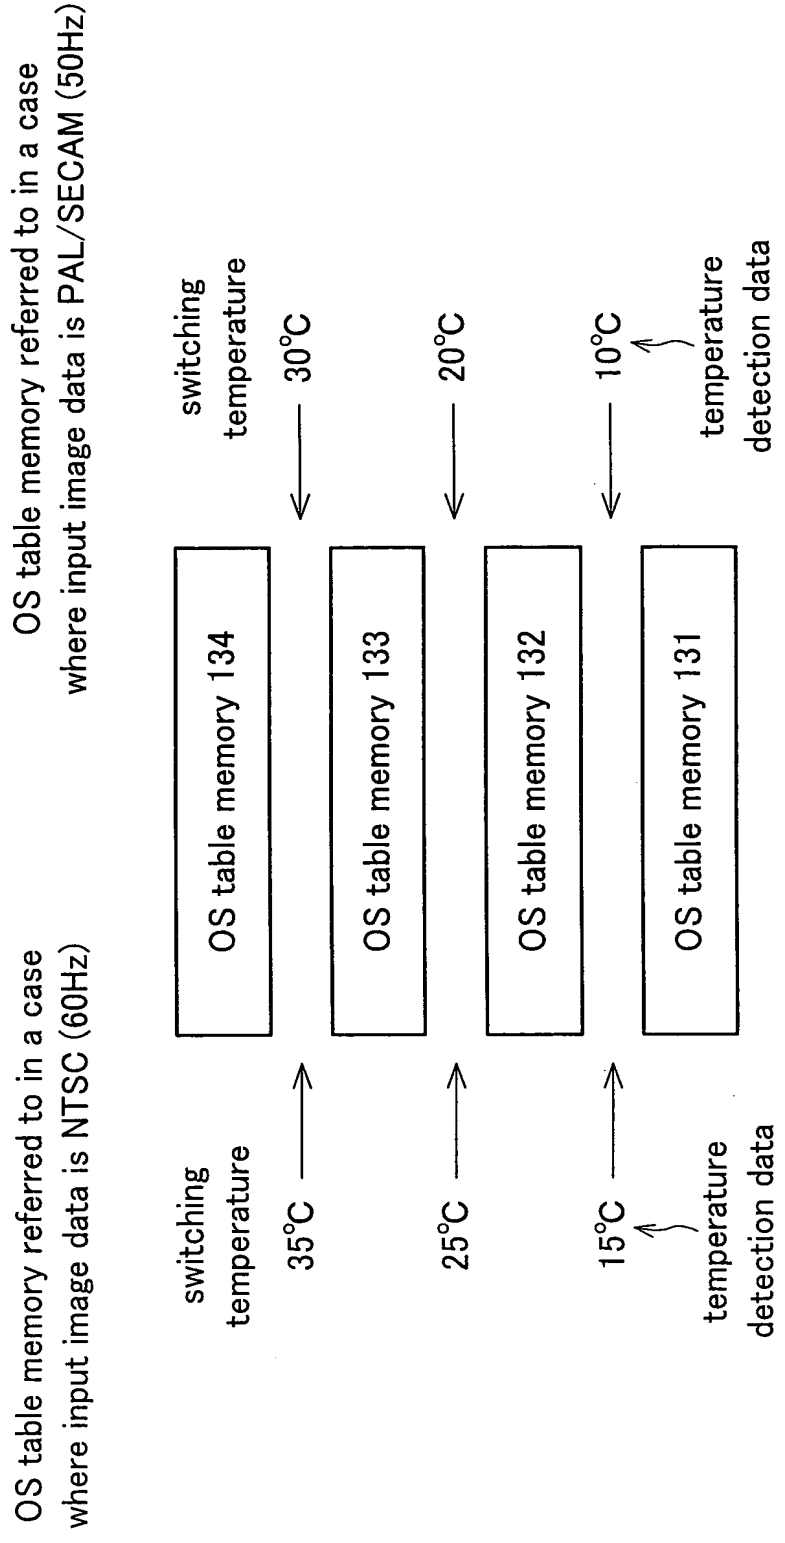 OS table memory referred to in a case
where input image data is NTSC (60Hz)
OS table memory referred to in a case
where input image data is PAL/SECAM (50Hz)
switching
temperature
switching
temperature
OS table memory 134
35°C
30°C
OS table memory 133
25°C
20°C
OS table memory 132
15°C
10°C
OS table memory 131
temperature
detection data
temperature
detection data